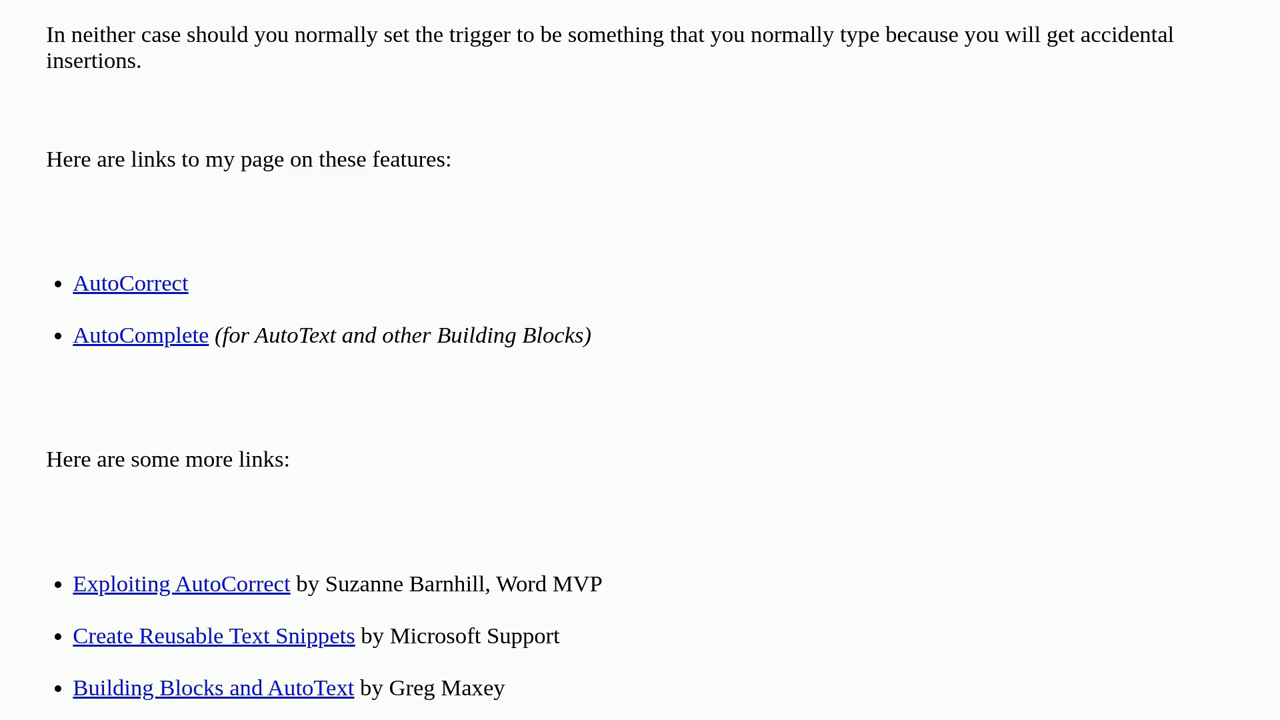 In neither case should you normally set the trigger to be something that you normally type because you will get accidental
insertions.
Here are links to my page on these features:
• AutoCorrect
• AutoComplete (for AutoText and other Building Blocks)
Here are some more links:
• Exploiting AutoCorrect by Suzanne Barnhill, Word MVP
• Create Reusable Text Snippets by Microsoft Support
• Building Blocks and AutoText by Greg Maxey